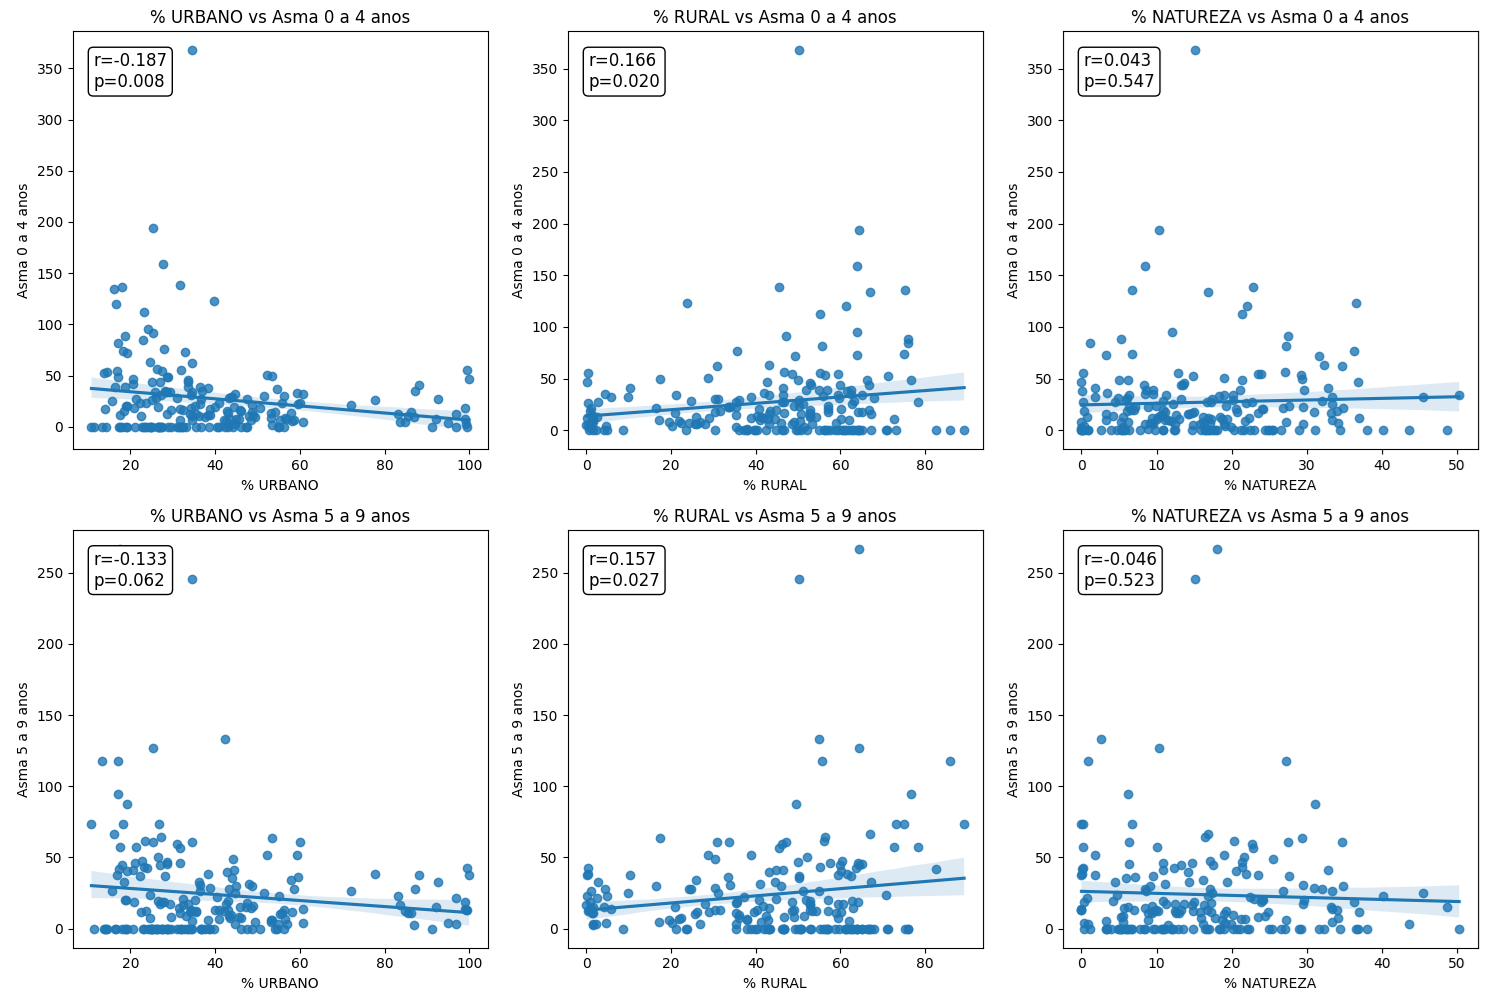 % URBANO vs Asma 0 a 4 anos
r=-0.187
p=0.008
350
300
250
200
150
100
50
0
Asma 0 a 4 anos
20 40 60 80 100
% URBANO
% RURAL vs Asma 0 a 4 anos
r=0.166
p=0.020
350
300
250
200
150
100
50
0
Asma 0 a 4 anos
0 20 40 60 80
% RURAL
% NATUREZA vs Asma 0 a 4 anos
r=0.043
p=0.547
350
300
250
200
150
100
50
0
Asma 0 a 4 anos
0 10 20 30 40 50
% NATUREZA
% URBANO vs Asma 5 a 9 anos
r=-0.133
p=0.062
250
200
150
100
50
0
Asma 5 a 9 anos
20 40 60 80 100
% URBANO
% RURAL vs Asma 5 a 9 anos
r=0.157
p=0.027
250
200
150
100
50
0
Asma 5 a 9 anos
0 20 40 60 80
% RURAL
% NATUREZA vs Asma 5 a 9 anos
r=-0.046
p=0.523
250
200
150
100
50
0
Asma 5 a 9 anos
0 10 20 30 40 50
% NATUREZA